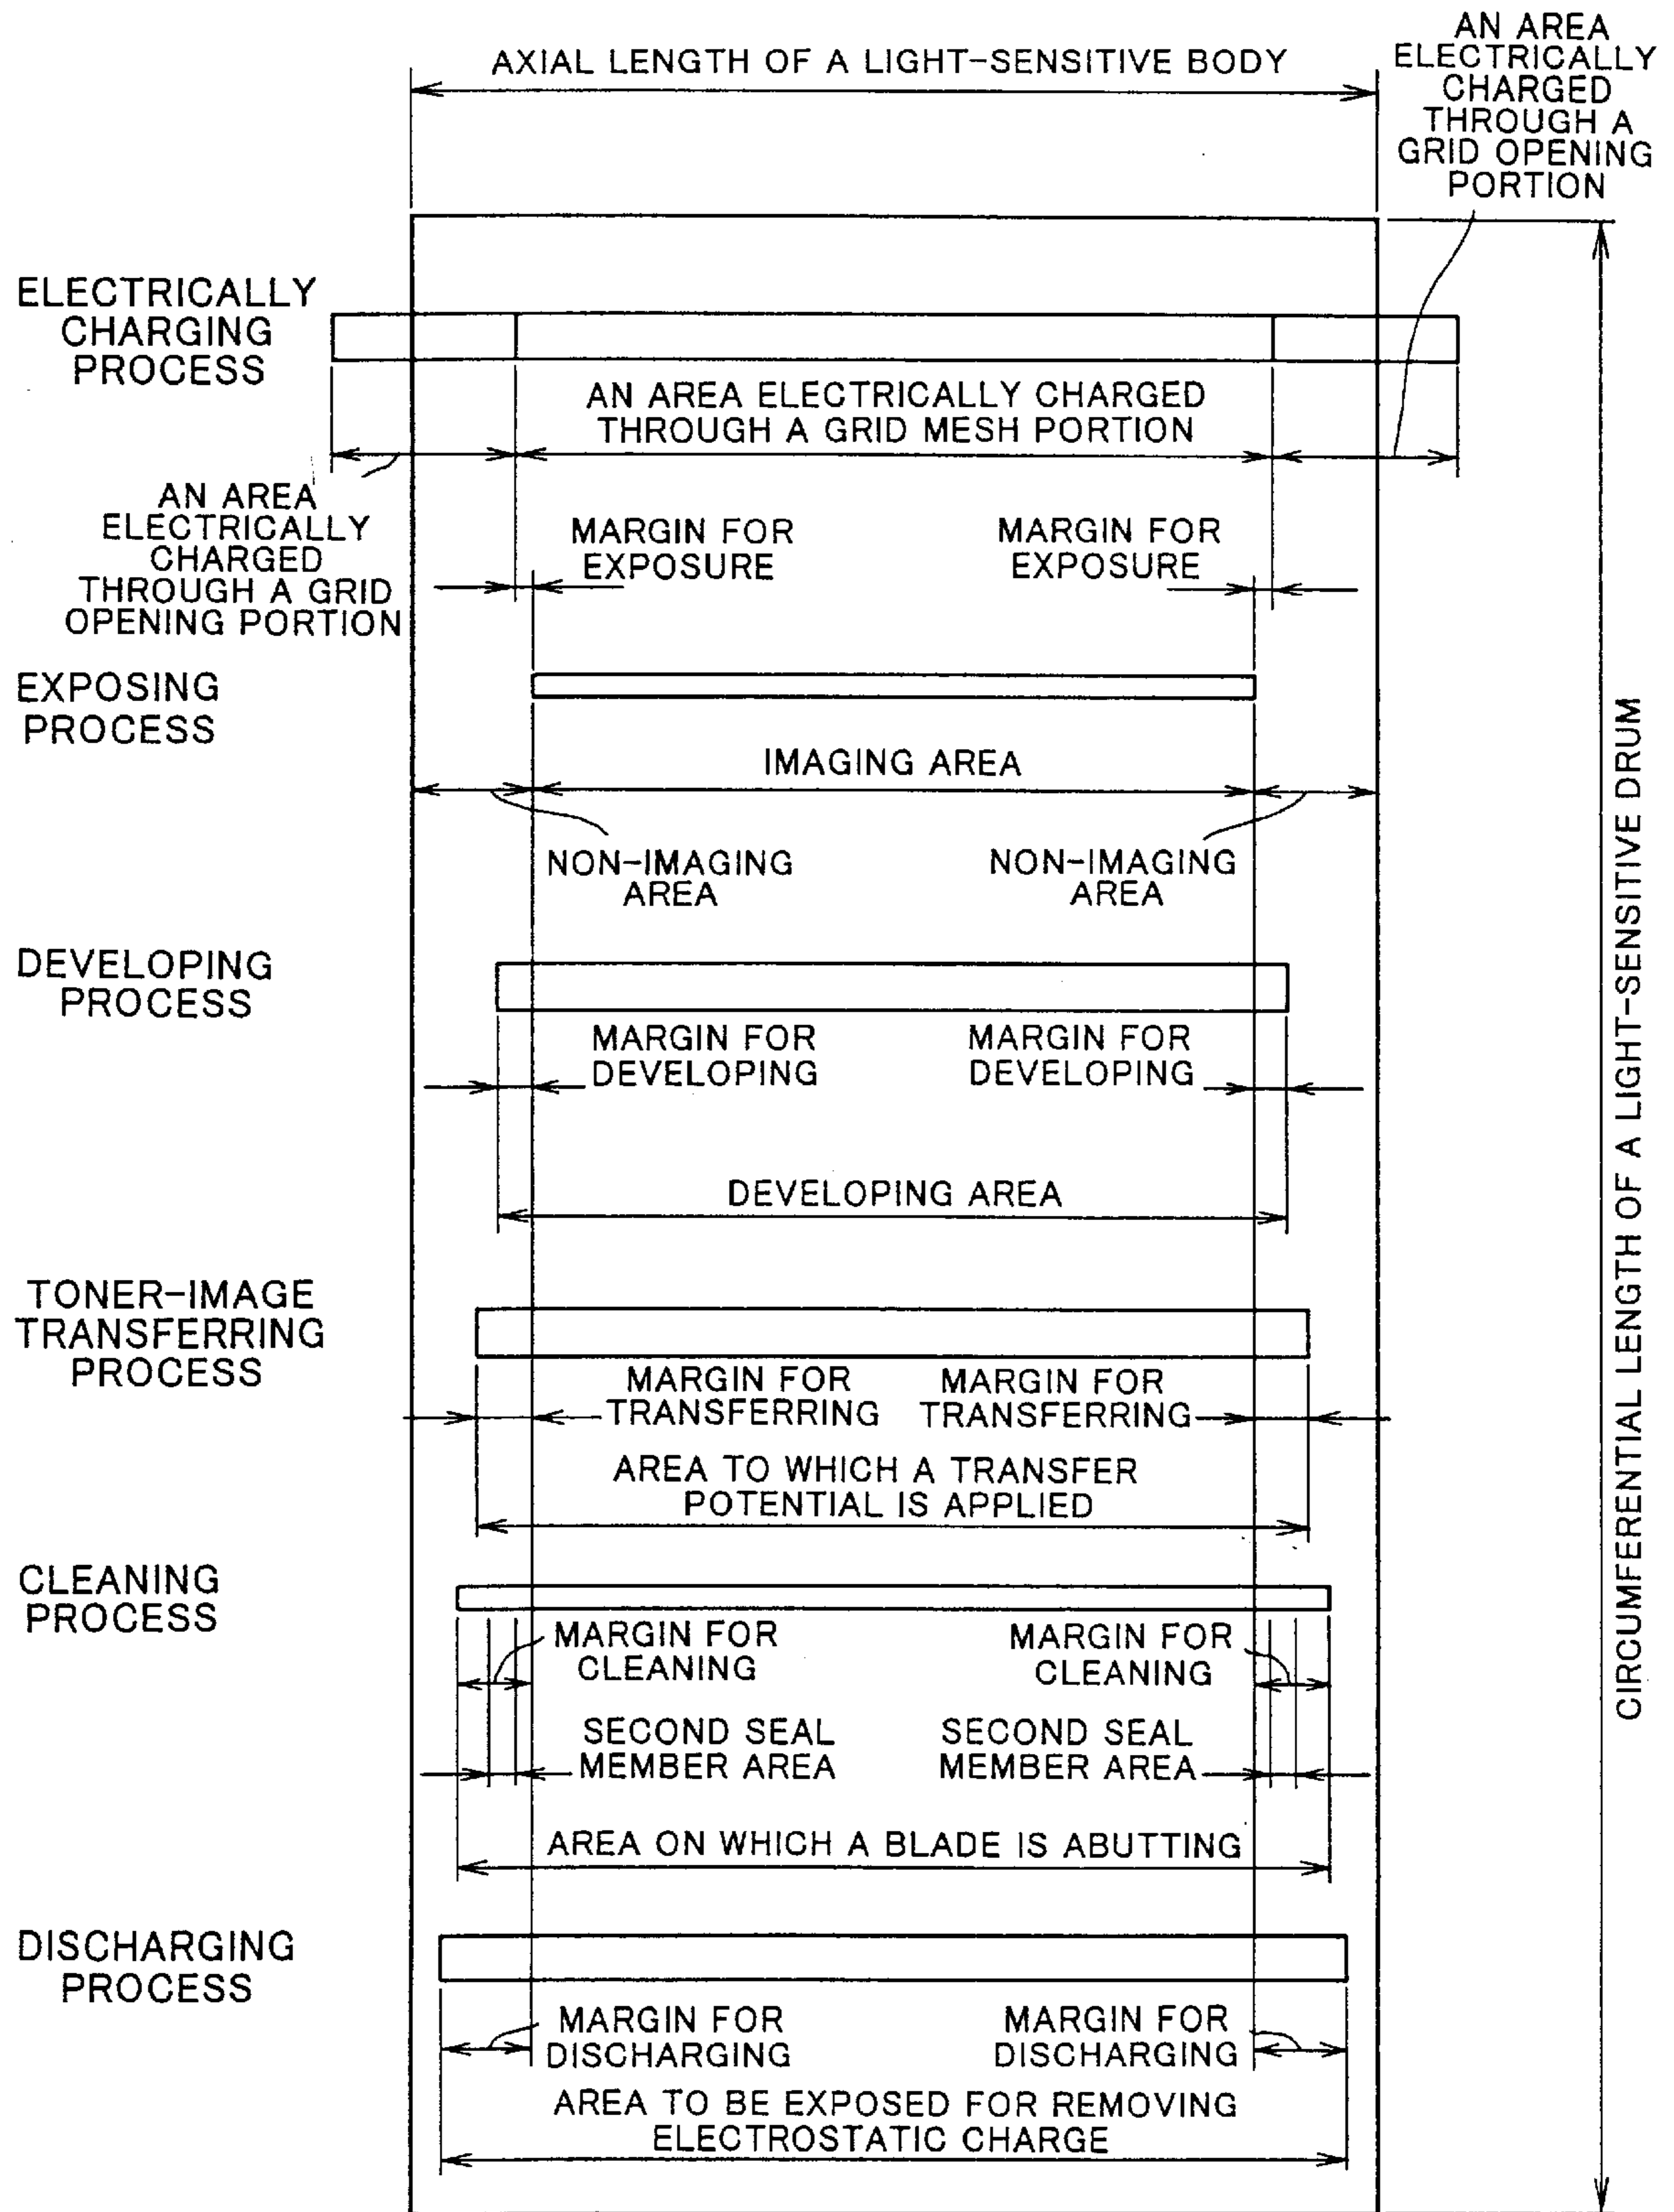 AXIAL LENGTH OF A LIGHT-SENSITIVE BODY
AN AREA
ELECTRICALLY
CHARGED
THROUGH A
GRID OPENING
PORTION
ELECTRICALLY
CHARGING
PROCESS
AN AREA ELECTRICALLY CHARGED
THROUGH A GRID MESH PORTION
AN AREA
ELECTRICALLY
CHARGED
THROUGH A GRID
OPENING PORTION
MARGIN FOR
EXPOSURE
MARGIN FOR
EXPOSURE
EXPOSING
PROCESS
IMAGING AREA
NON-IMAGING
AREA
NON-IMAGING
AREA
DEVELOPING
PROCESS
MARGIN FOR
DEVELOPING
MARGIN FOR
DEVELOPING
DEVELOPING AREA
TONER-IMAGE
TRANSFERRING
PROCESS
MARGIN FOR
TRANSFERRING
MARGIN FOR
TRANSFERRING
AREA TO WHICH A TRANSFER
POTENTIAL IS APPLIED
CLEANING
PROCESS
MARGIN FOR
CLEANING
MARGIN FOR
CLEANING
SECOND SEAL
MEMBER AREA
SECOND SEAL
MEMBER AREA
AREA ON WHICH A BLADE IS ABUTTING
DISCHARGING
PROCESS
MARGIN FOR
DISCHARGING
MARGIN FOR
DISCHARGING
AREA TO BE EXPOSED FOR REMOVING
ELECTROSTATIC CHARGE
CIRCUMFERENTIAL LENGTH OF A LIGHT-SENSITIVE DRUM